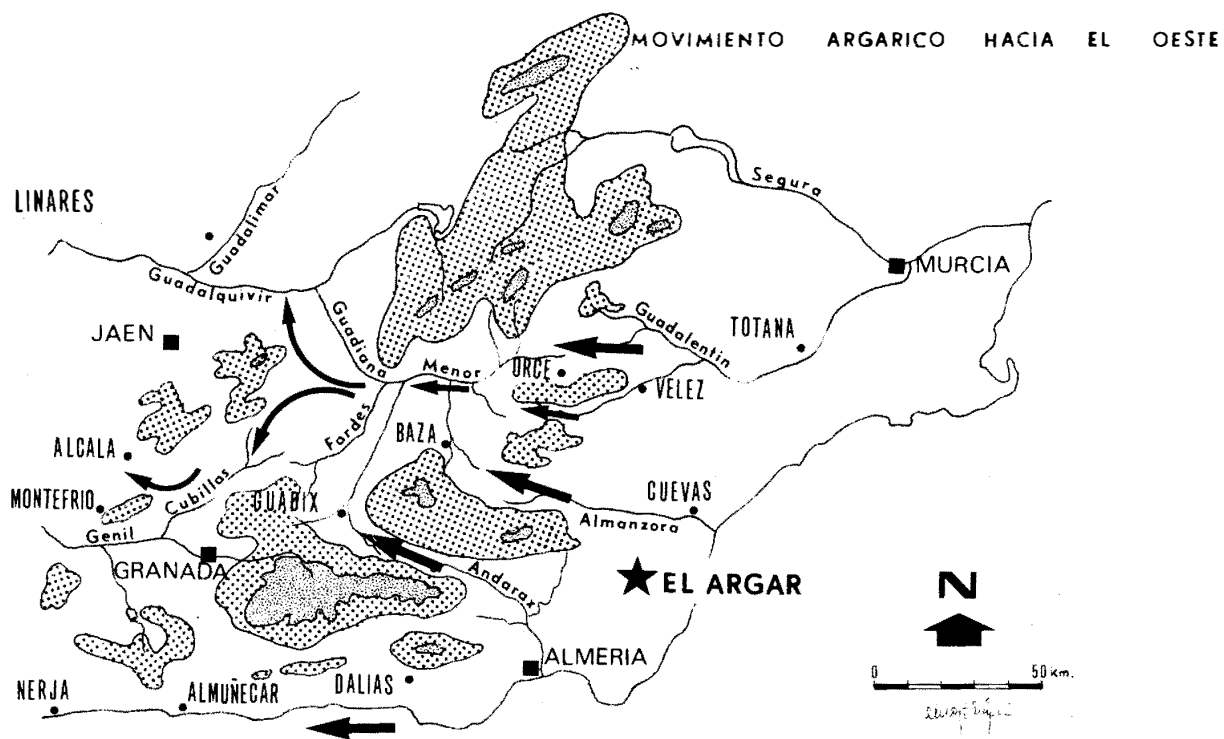 MOVIMIENTO ARGARICO HACIA EL OESTE
Segura
LINARES
Guadalimar
Guadalquivir
MURCIA
JAEN
Guadiana
Menor
Guadalentin
TOTANA
ORCE
VELEZ
Fardes
BAZA
ALCALA
CUEVAS
MONTEFRIO
Cubillas
GUADIX
Almanzora
Genil
GRANADA
Andarax
EL ARGAR
N
ALMERIA
0 50 Km.
NERJA
ALMUÑECAR
DALIAS